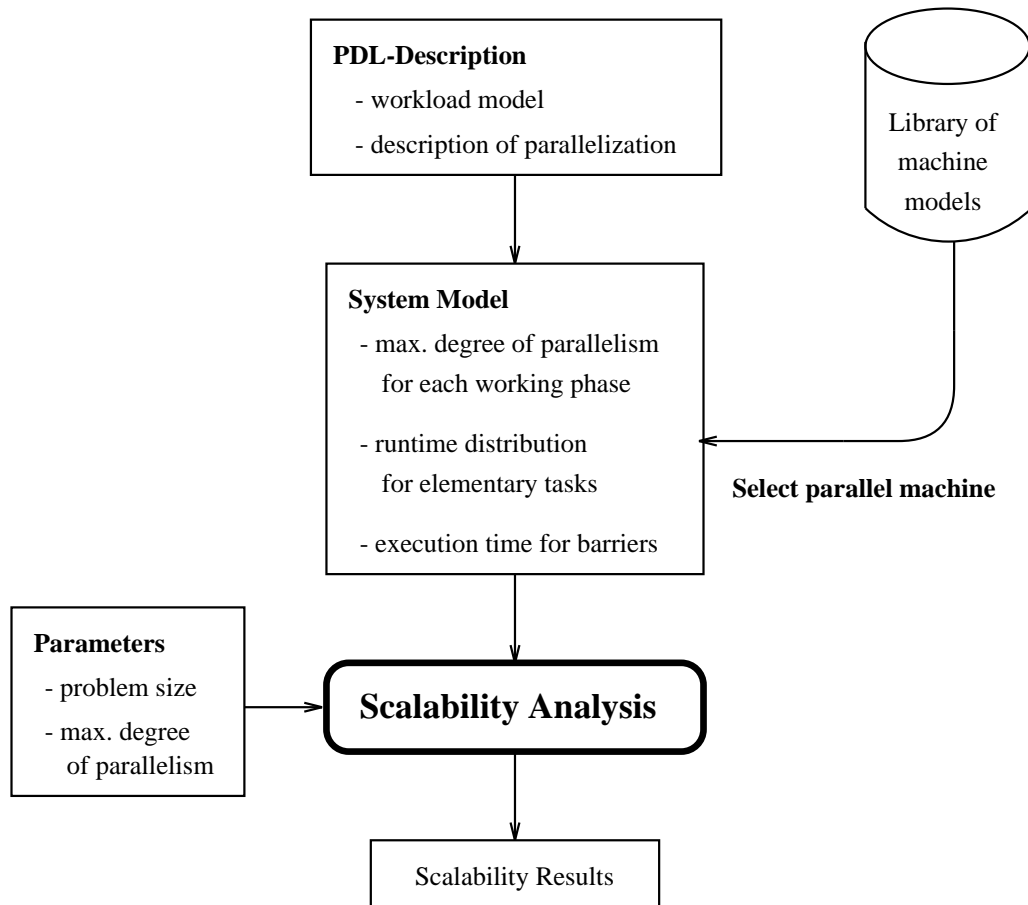 PDL-Description
- workload model
- description of parallelization
Library of
machine
models
System Model
- max. degree of parallelism
for each working phase
- runtime distribution
for elementary tasks
- execution time for barriers
Select parallel machine
Parameters
- problem size
- max. degree
of parallelism
Scalability Analysis
Scalability Results